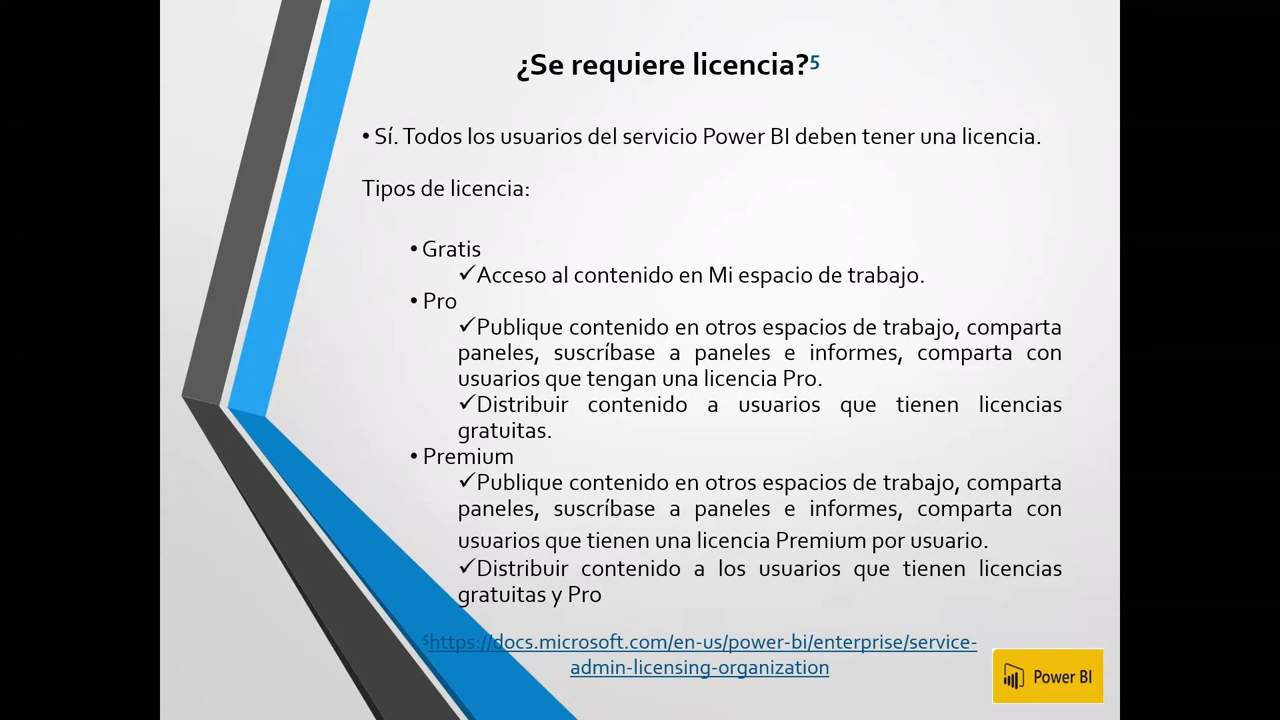 ¿Se requiere licencia?5
• Sí. Todos los usuarios del servicio Power BI deben tener una licencia.
Tipos de licencia:
• Gratis
✓Acceso al contenido en Mi espacio de trabajo.
• Pro
✓Publique contenido en otros espacios de trabajo, comparta
paneles, suscríbase a paneles e informes, comparta con
usuarios que tengan una licencia Pro.
✓Distribuir contenido a usuarios que tienen licencias
gratuitas.
• Premium
✓Publique contenido en otros espacios de trabajo, comparta
paneles, suscríbase a paneles e informes, comparta con
usuarios que tienen una licencia Premium por usuario.
✓Distribuir contenido a los usuarios que tienen licencias
gratuitas y Pro
5https://docs.microsoft.com/en-us/power-bi/enterprise/service-
admin-licensing-organization
Power BI